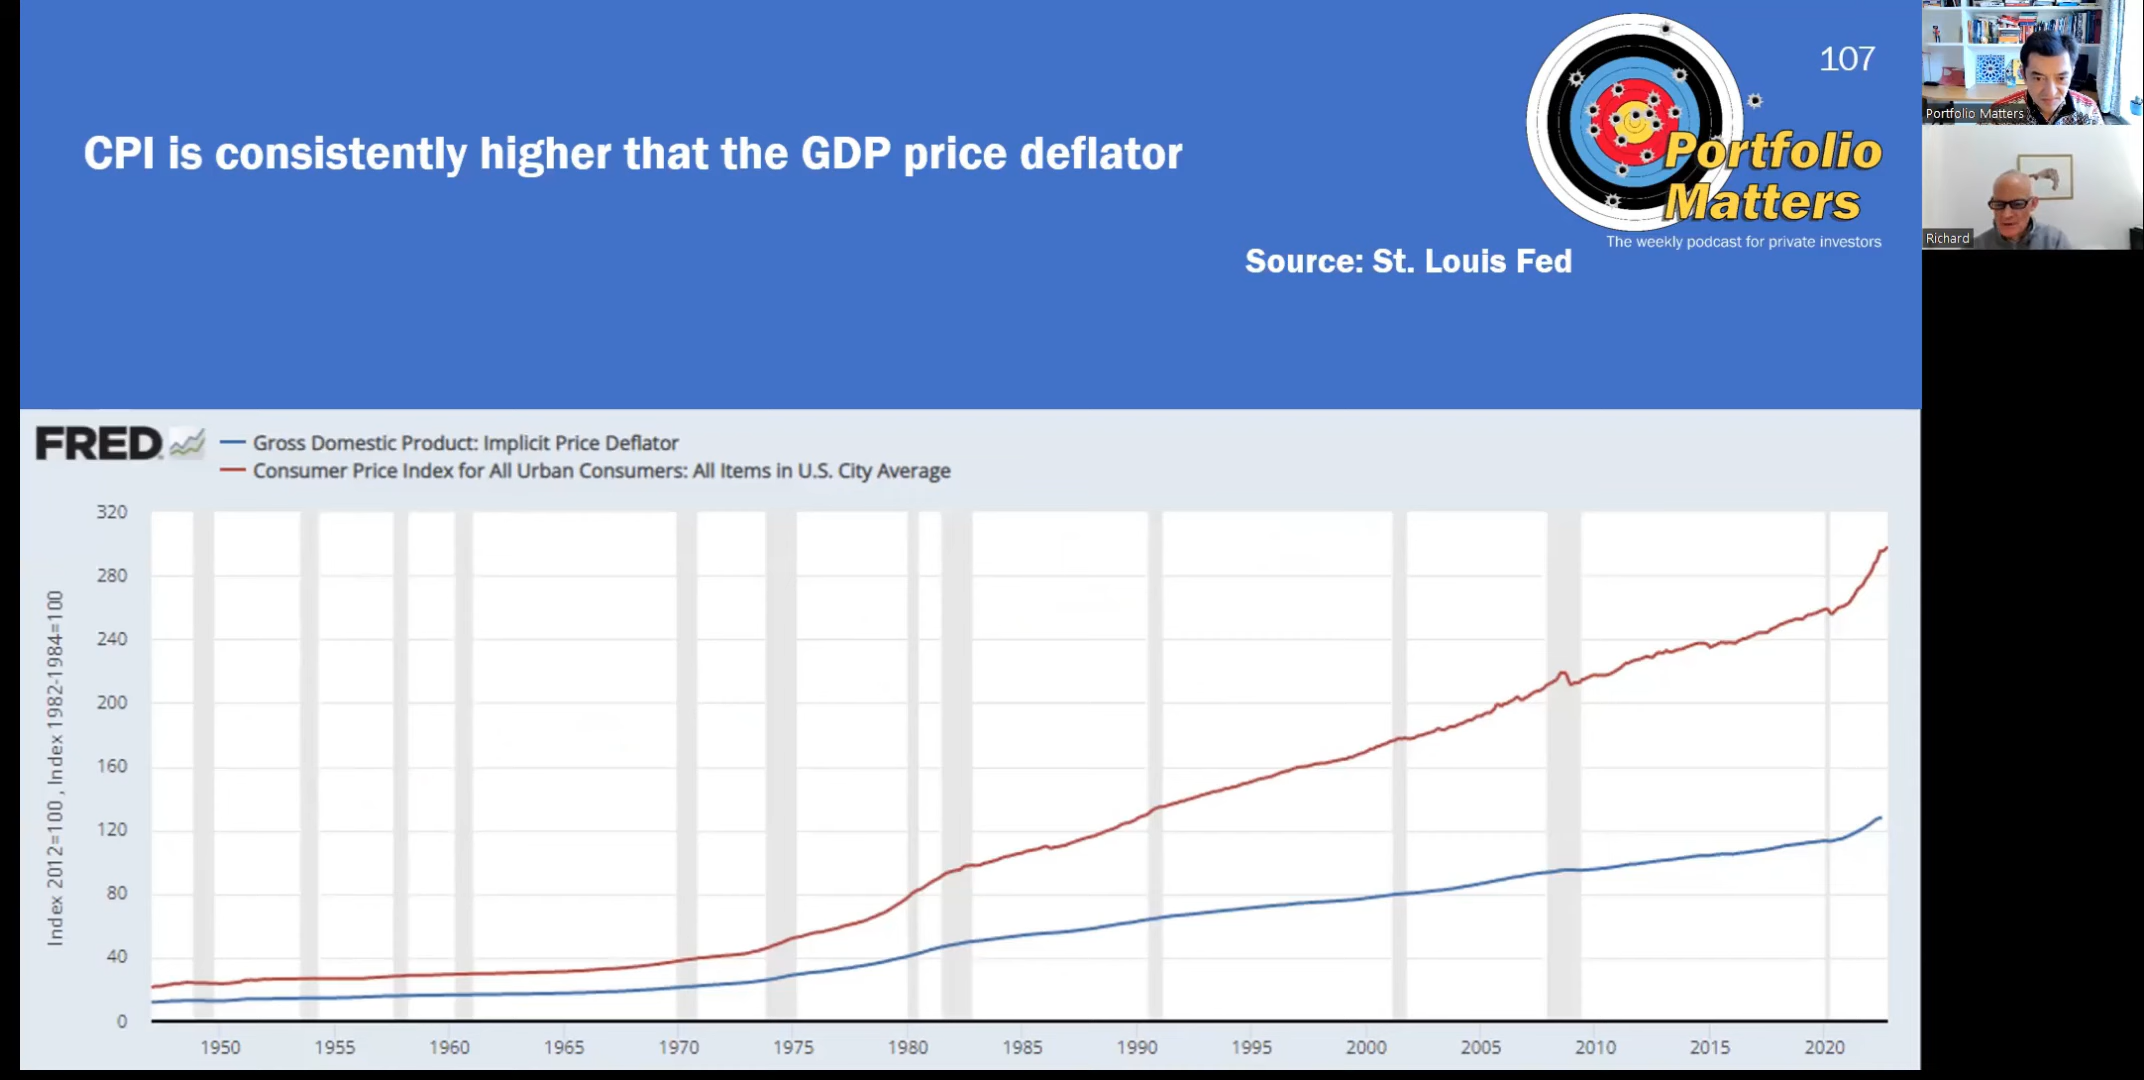 CPI is consistently higher that the GDP price deflator
107
Portfolio
Matters
The weekly podcast for private investors
Source: St. Louis Fed
Portfolio Matters
Richard
FRED
Gross Domestic Product: Implicit Price Deflator
Consumer Price Index for All Urban Consumers: All Items in U.S. City Average
Index 2012=100 , Index 1982-1984=100
320
280
240
200
160
120
80
40
0
1950 1955 1960 1965 1970 1975 1980 1985 1990 1995 2000 2005 2010 2015 2020